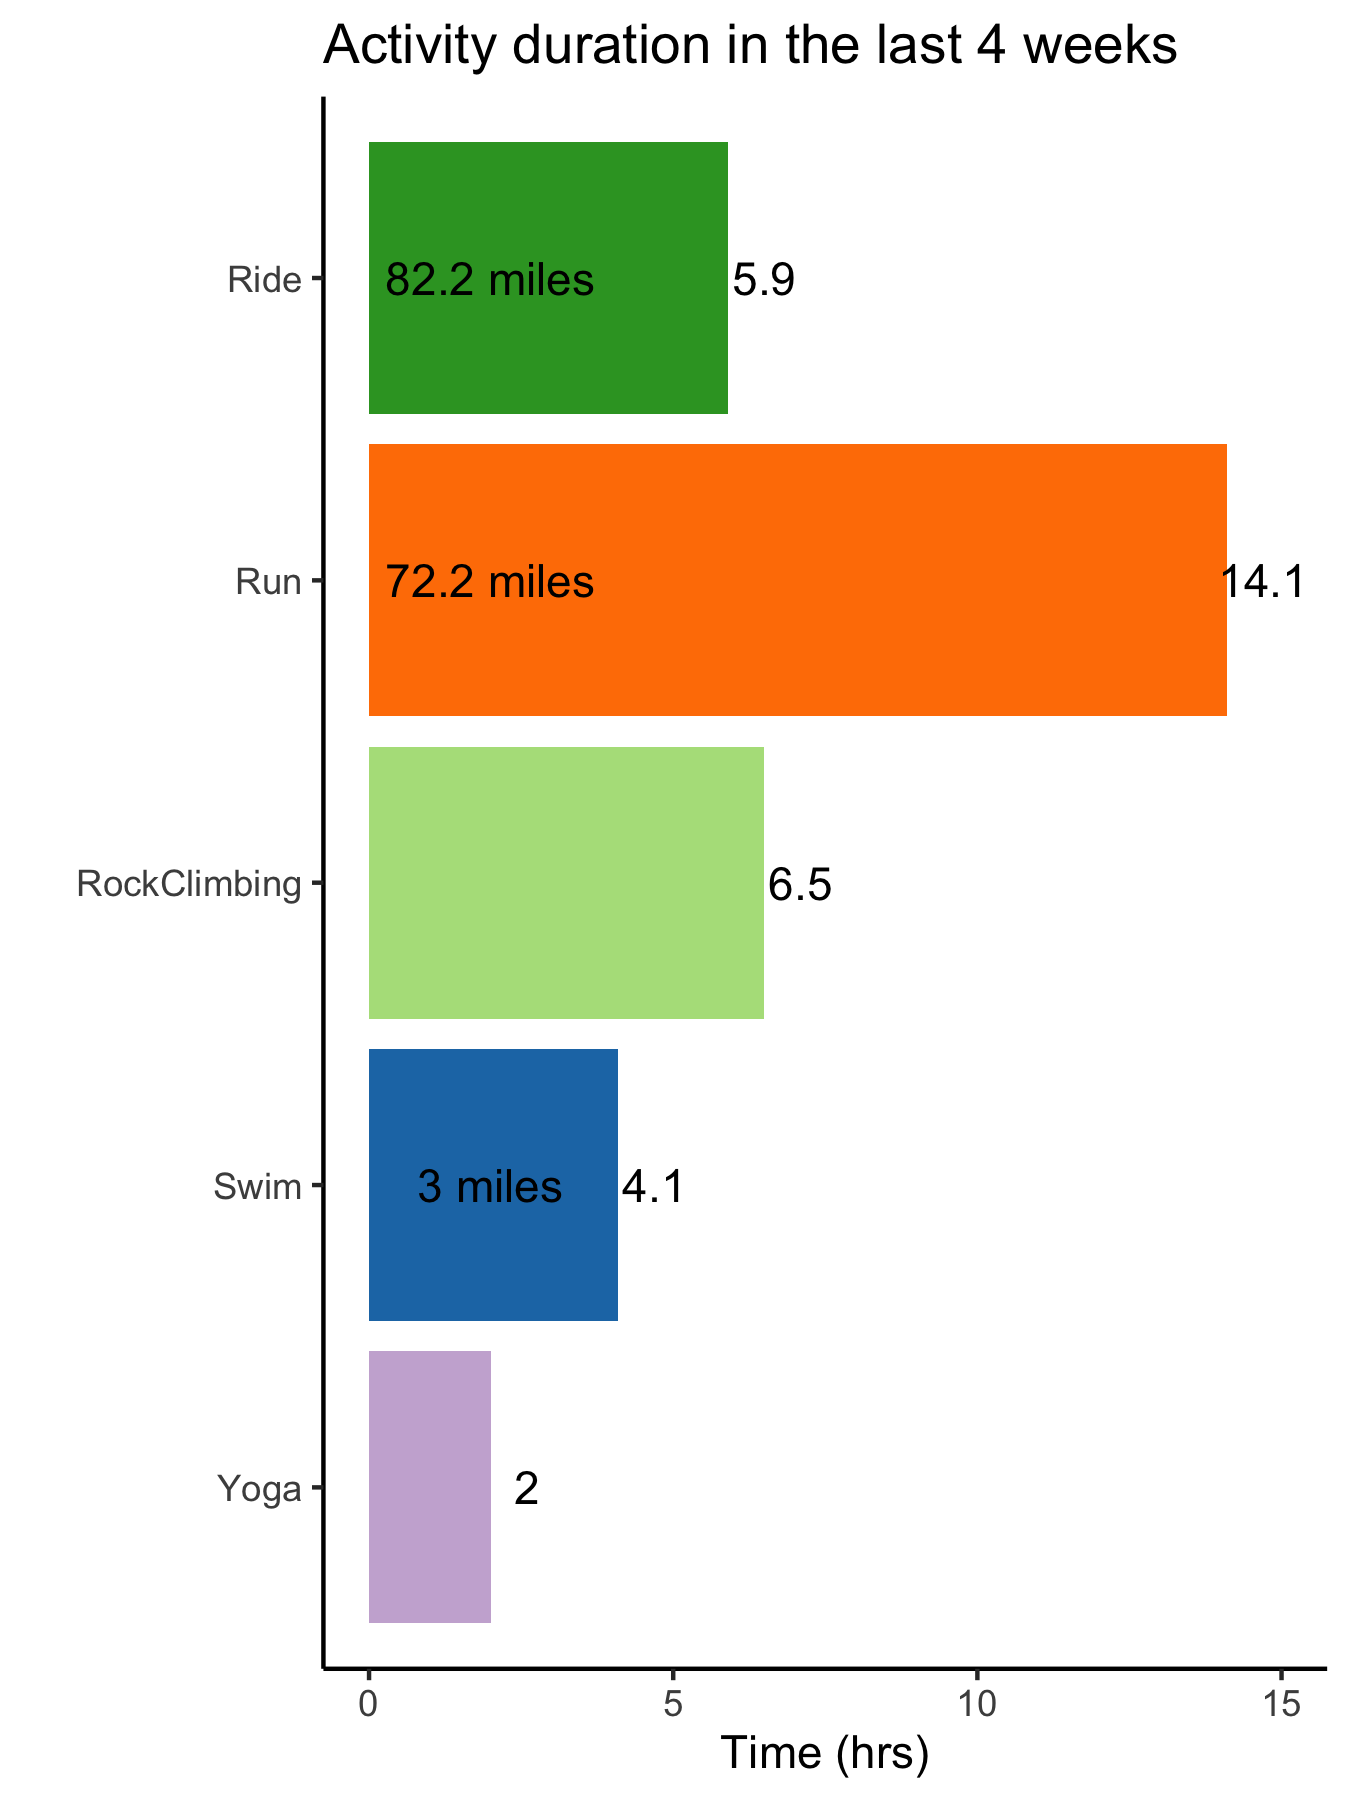 Activity duration in the last 4 weeks
Ride
82.2 miles
5.9
Run
72.2 miles
14.1
RockClimbing
6.5
Swim
3 miles
4.1
Yoga
2
0
5
10
15
Time (hrs)